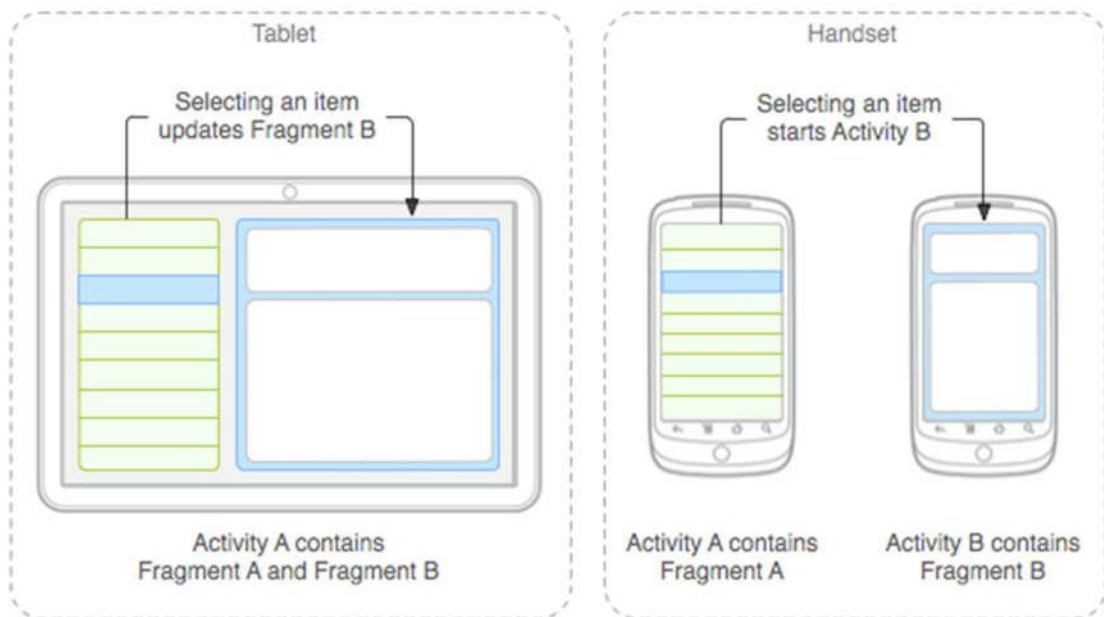 Tablet
Selecting an item
updates Fragment B
Activity A contains
Fragment A and Fragment B
Handset
Selecting an item
starts Activity B
Activity A contains
Fragment A
Activity B contains
Fragment B